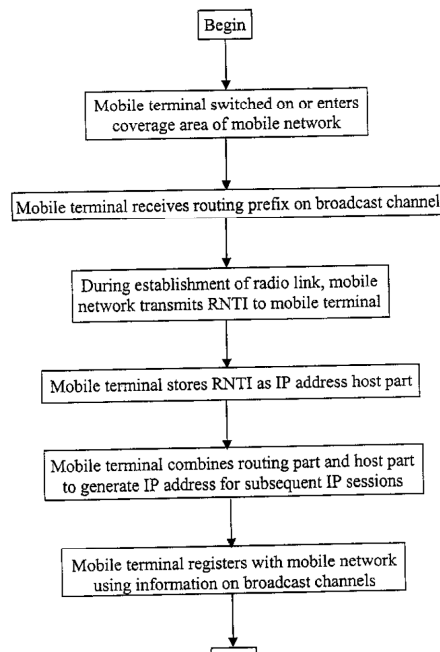 Begin
Mobile terminal switched on or enters
coverage area of mobile network
Mobile terminal receives routing prefix on broadcast channel
During establishment of radio link, mobile
network transmits RNTI to mobile terminal
Mobile terminal stores RNTI as IP address host part
Mobile terminal combines routing part and host part
to generate IP address for subsequent IP sessions
Mobile terminal registers with mobile network
using information on broadcast channels